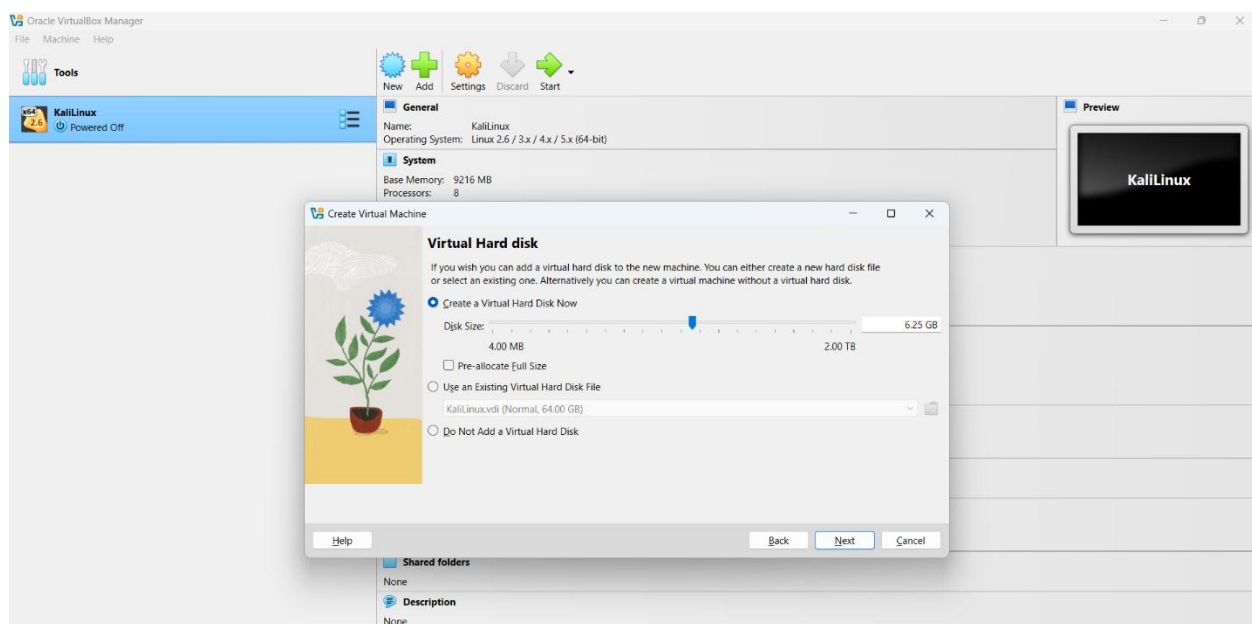 Oracle VirtualBox Manager
File Machine Help
Tools
New Add Settings Discard Start
x64
2.6
KaliLinux
Powered Off
General
Name: KaliLinux
Operating System: Linux 2.6 / 3.x / 4.x / 5.x (64-bit)
System
Base Memory: 9216 MB
Processors: 8
Preview
KaliLinux
Create Virtual Machine
Virtual Hard disk
If you wish you can add a virtual hard disk to the new machine. You can either create a new hard disk file
or select an existing one. Alternatively you can create a virtual machine without a virtual hard disk.
Create a Virtual Hard Disk Now
Disk Size: 6.25 GB
4.00 MB 2.00 TB
Pre-allocate Full Size
Use an Existing Virtual Hard Disk File
KaliLinux.vdi (Normal, 64.00 GB)
Do Not Add a Virtual Hard Disk
Help Back Next Cancel
Shared folders
None
Description
None